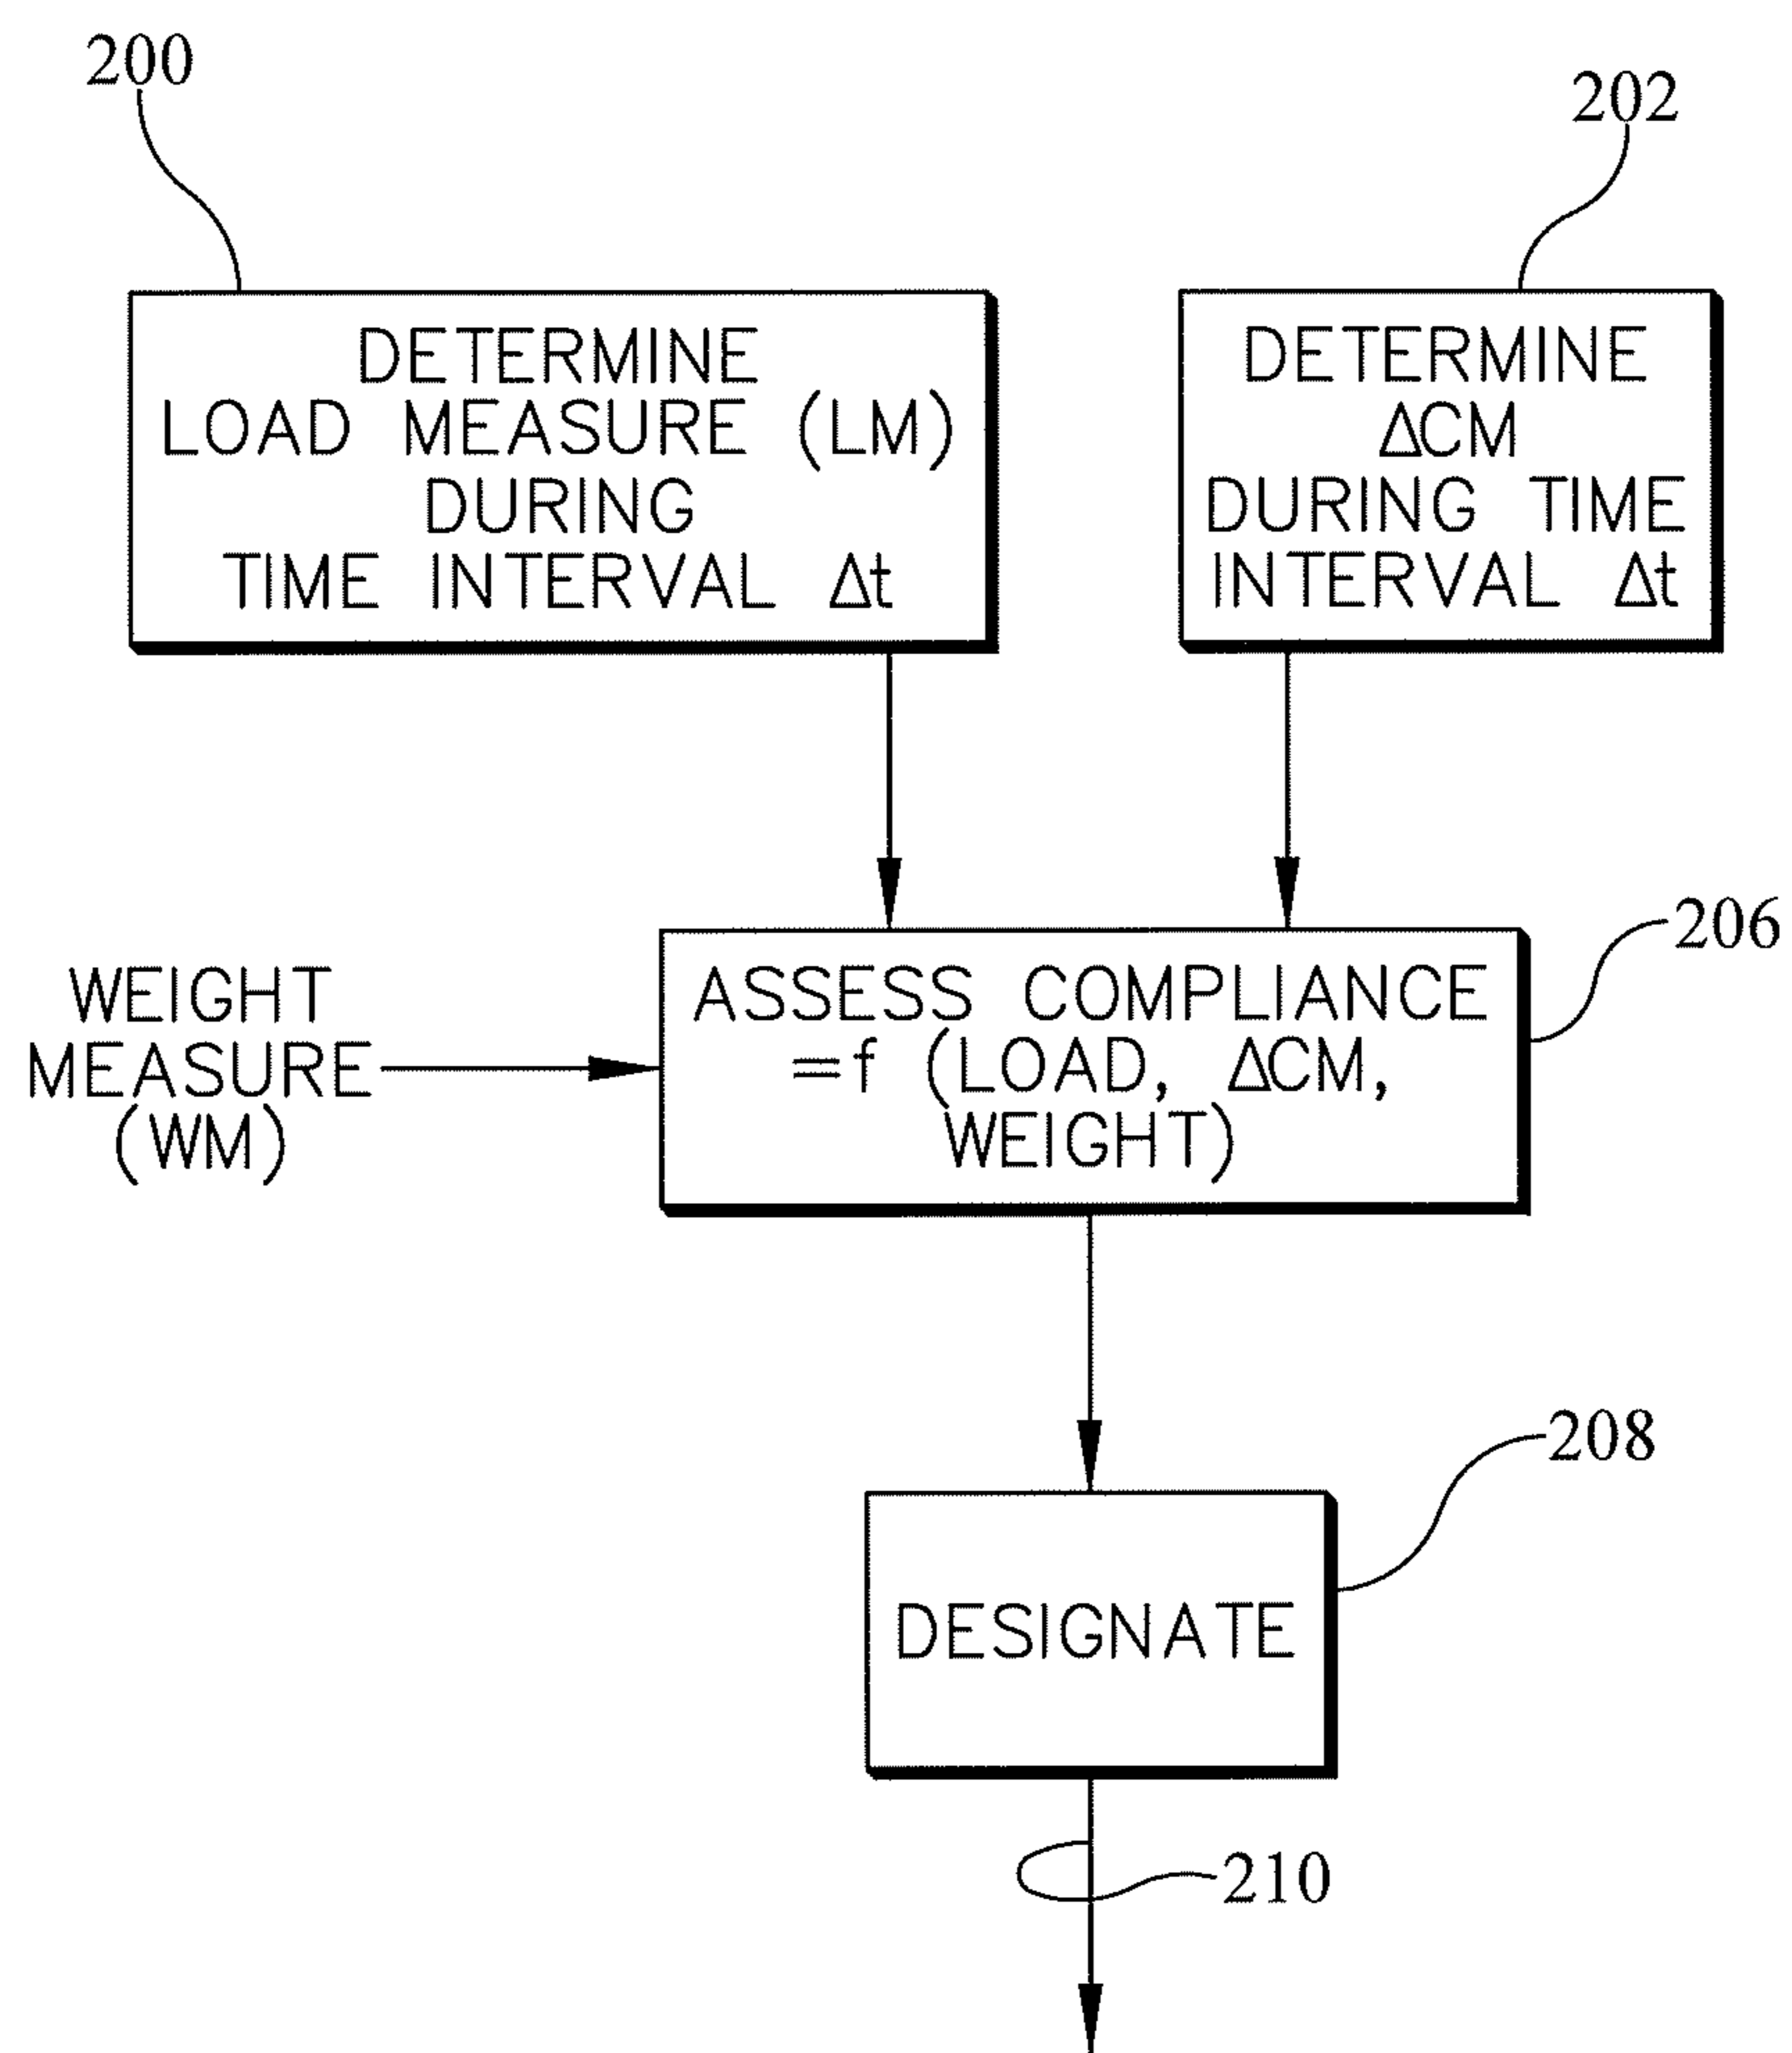 200
202
DETERMINE
LOAD MEASURE (LM)
DURING
TIME INTERVAL Δt
DETERMINE
ΔCM
DURING TIME
INTERVAL Δt
206
WEIGHT
MEASURE
(WM)
ASSESS COMPLIANCE
=f (LOAD, ΔCM,
WEIGHT)
208
DESIGNATE
210